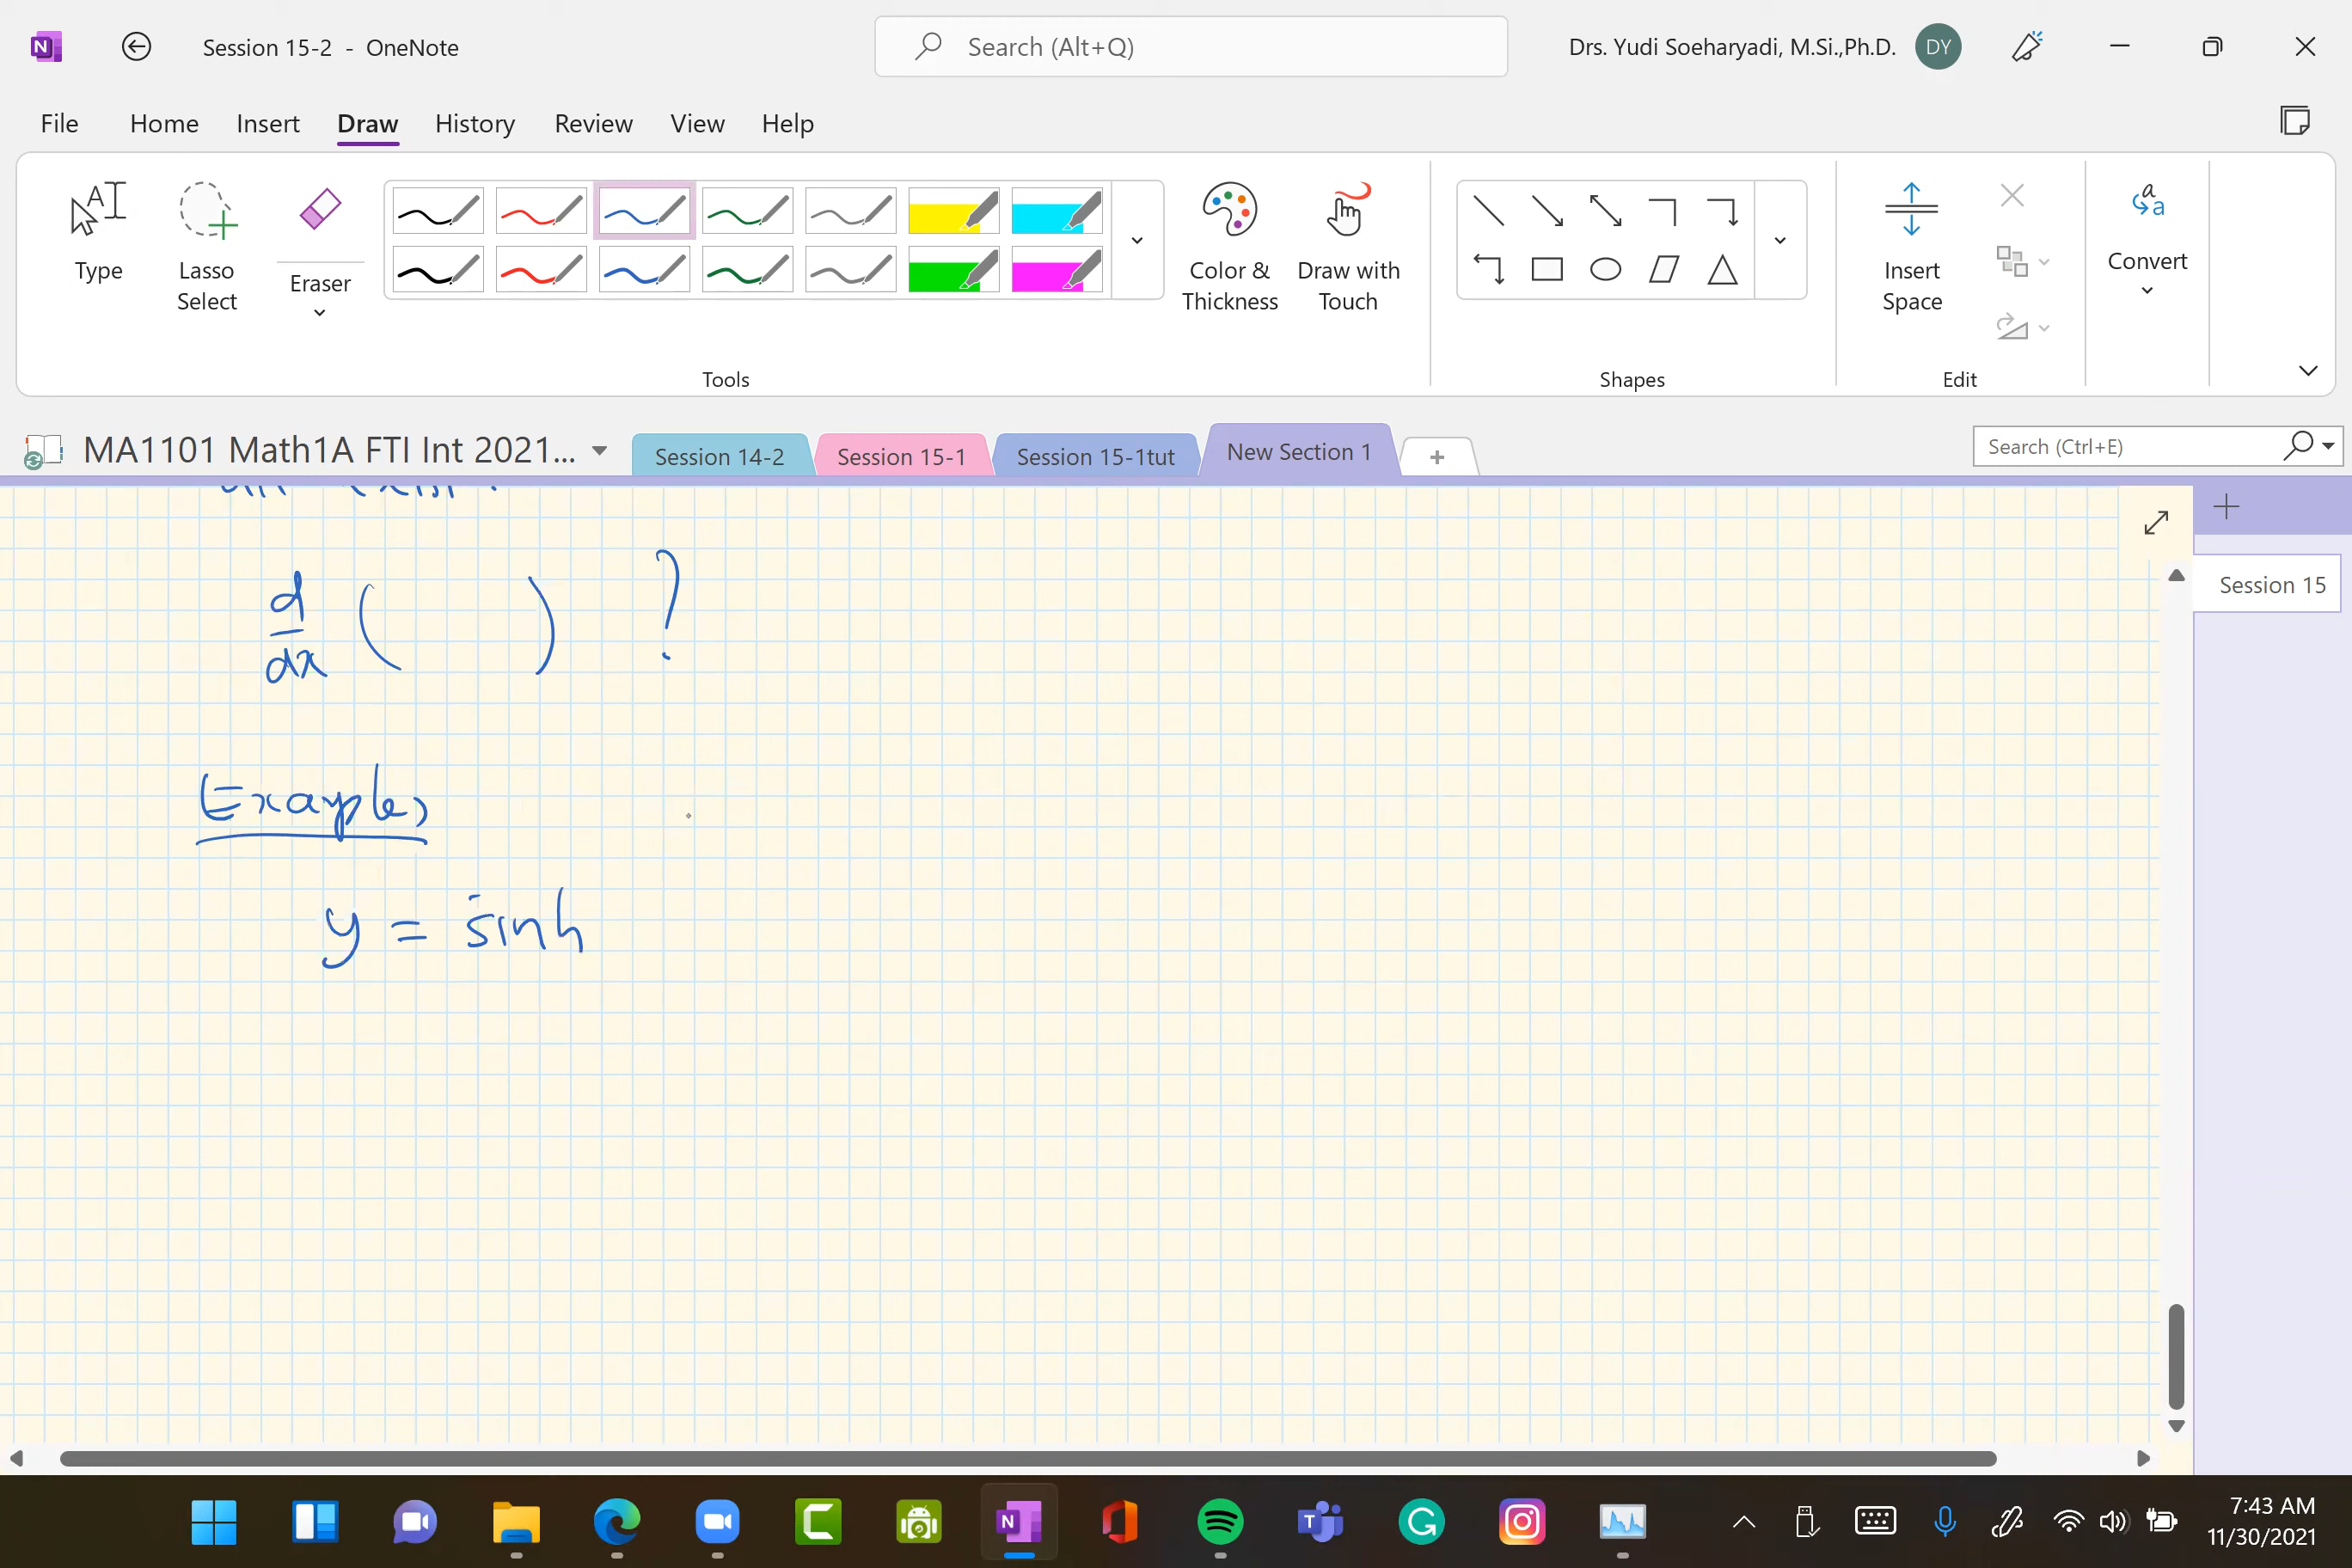 Session 15-2 - OneNote
Search (Alt+Q)
Drs. Yudi Soeharyadi, M.Si.,Ph.D.
DY
File Home Insert Draw History Review View Help
Type
Lasso Select
Eraser
Color & Thickness
Draw with Touch
Insert Space
Convert
Tools
Shapes
Edit
MA1101 Math1A FTI Int 2021...
Session 14-2
Session 15-1
Session 15-1tut
New Section 1
Search (Ctrl+E)
Session 15
d/dx ( ) ?
Examples
y = sinh
7:43 AM
11/30/2021